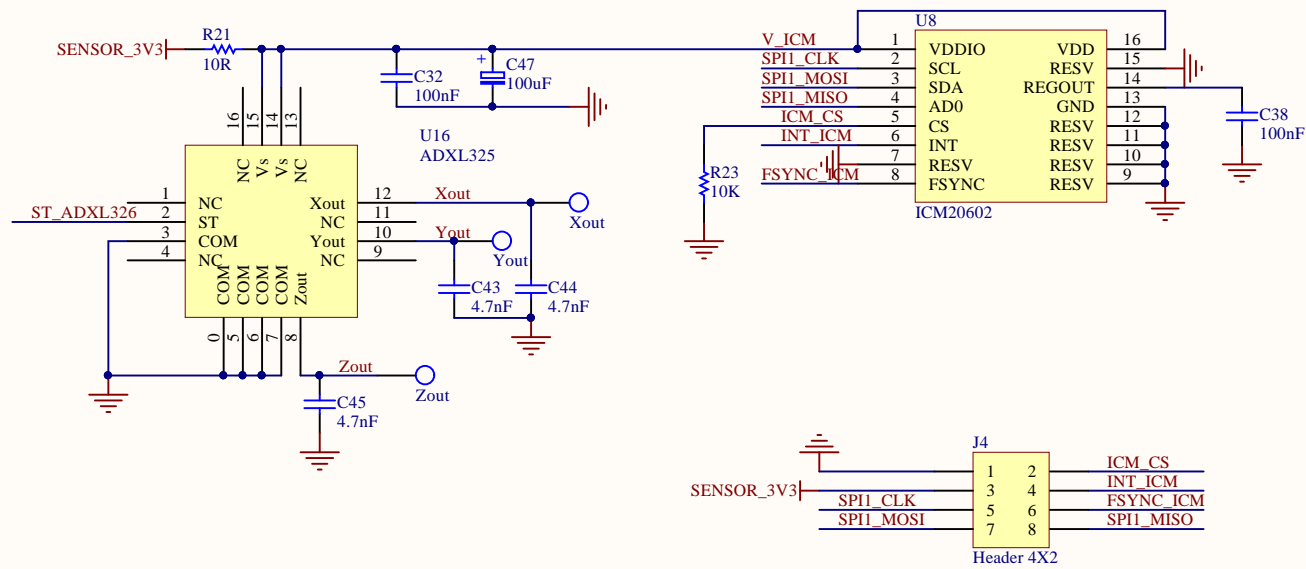 SENSOR_3V3
R21
10R
C32
100nF
+
C47
100uF
V_ICM
SPI1_CLK
SPI1_MOSI
SPI1_MISO
ICM_CS
INT_ICM
FSYNC_ICM
R23
10K
U8
1 VDDIO VDD 16
2 SCL RESV 15
3 SDA REGOUT 14
4 AD0 GND 13
5 CS RESV 12
6 INT RESV 11
7 RESV RESV 10
8 FSYNC RESV 9
ICM20602
C38
100nF
U16
ADXL325
16 15 14 13
NC Vs Vs NC
ST_ADXL326
1 NC Xout 12
2 ST NC 11
3 COM Yout 10
4 NC NC 9
COM COM COM COM Zout
0 5 6 7 8
Xout
Xout
Yout
Yout
C43
4.7nF
C44
4.7nF
Zout
Zout
C45
4.7nF
J4
SENSOR_3V3
SPI1_CLK
SPI1_MOSI
1 2
3 4
5 6
7 8
ICM_CS
INT_ICM
FSYNC_ICM
SPI1_MISO
Header 4X2